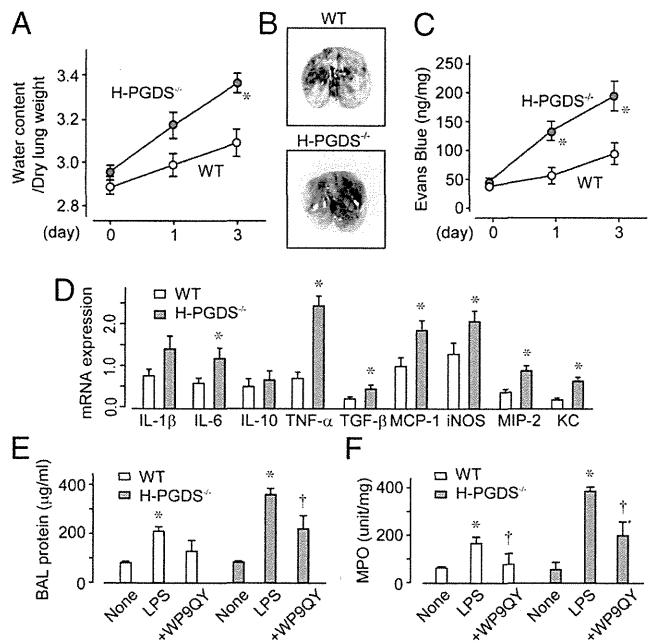 A
Water content
/Dry lung weight
3.4
3.2
3.0
2.8
H-PGDS-/-
*
WT
(day)
0 1 3
B
WT
H-PGDS-/-
C
Evans Blue (ng/mg)
250
200
150
100
50
0
H-PGDS-/-
*
*
WT
(day)
0 1 3
D
mRNA expression
2.0
1.0
0.0
WT
H-PGDS-/-
* * * * * * *
IL-1β IL-6 IL-10 TNF-α TGF-β MCP-1 iNOS MIP-2 KC
E
BAL protein (µg/ml)
400
200
0
WT
H-PGDS-/-
* * †
None LPS +WP9QY None LPS +WP9QY
F
MPO (unit/mg)
400
200
0
WT
H-PGDS-/-
* † * †
None LPS +WP9QY None LPS +WP9QY